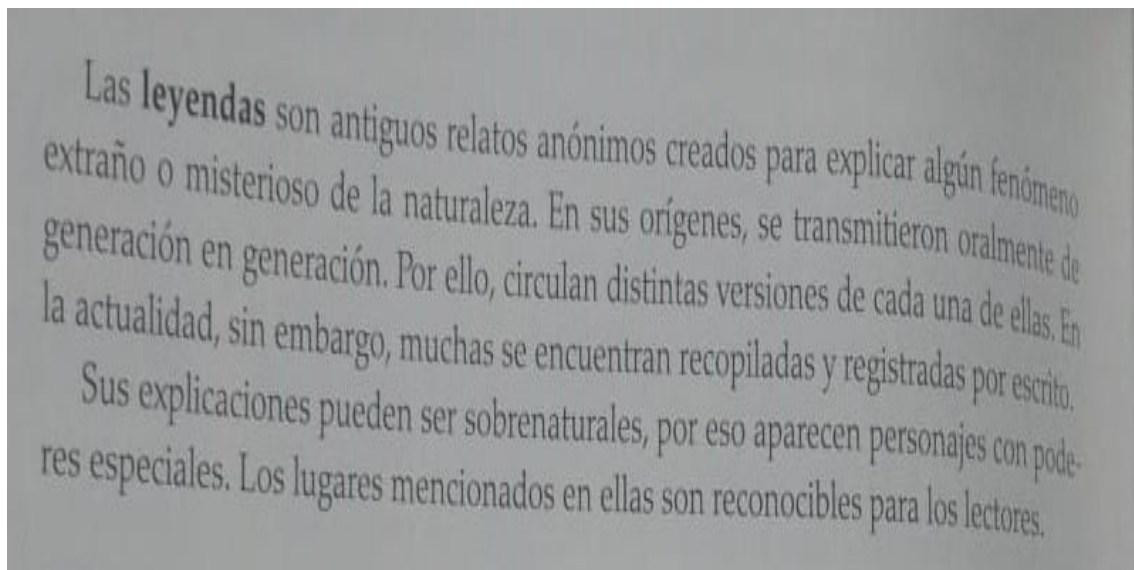 Las leyendas son antiguos relatos anónimos creados para explicar algún fenómeno
extraño o misterioso de la naturaleza. En sus orígenes, se transmitieron oralmente de
generación en generación. Por ello, circulan distintas versiones de cada una de ellas. En
la actualidad, sin embargo, muchas se encuentran recopiladas y registradas por escrito.
Sus explicaciones pueden ser sobrenaturales, por eso aparecen personajes con pode-
res especiales. Los lugares mencionados en ellas son reconocibles para los lectores.